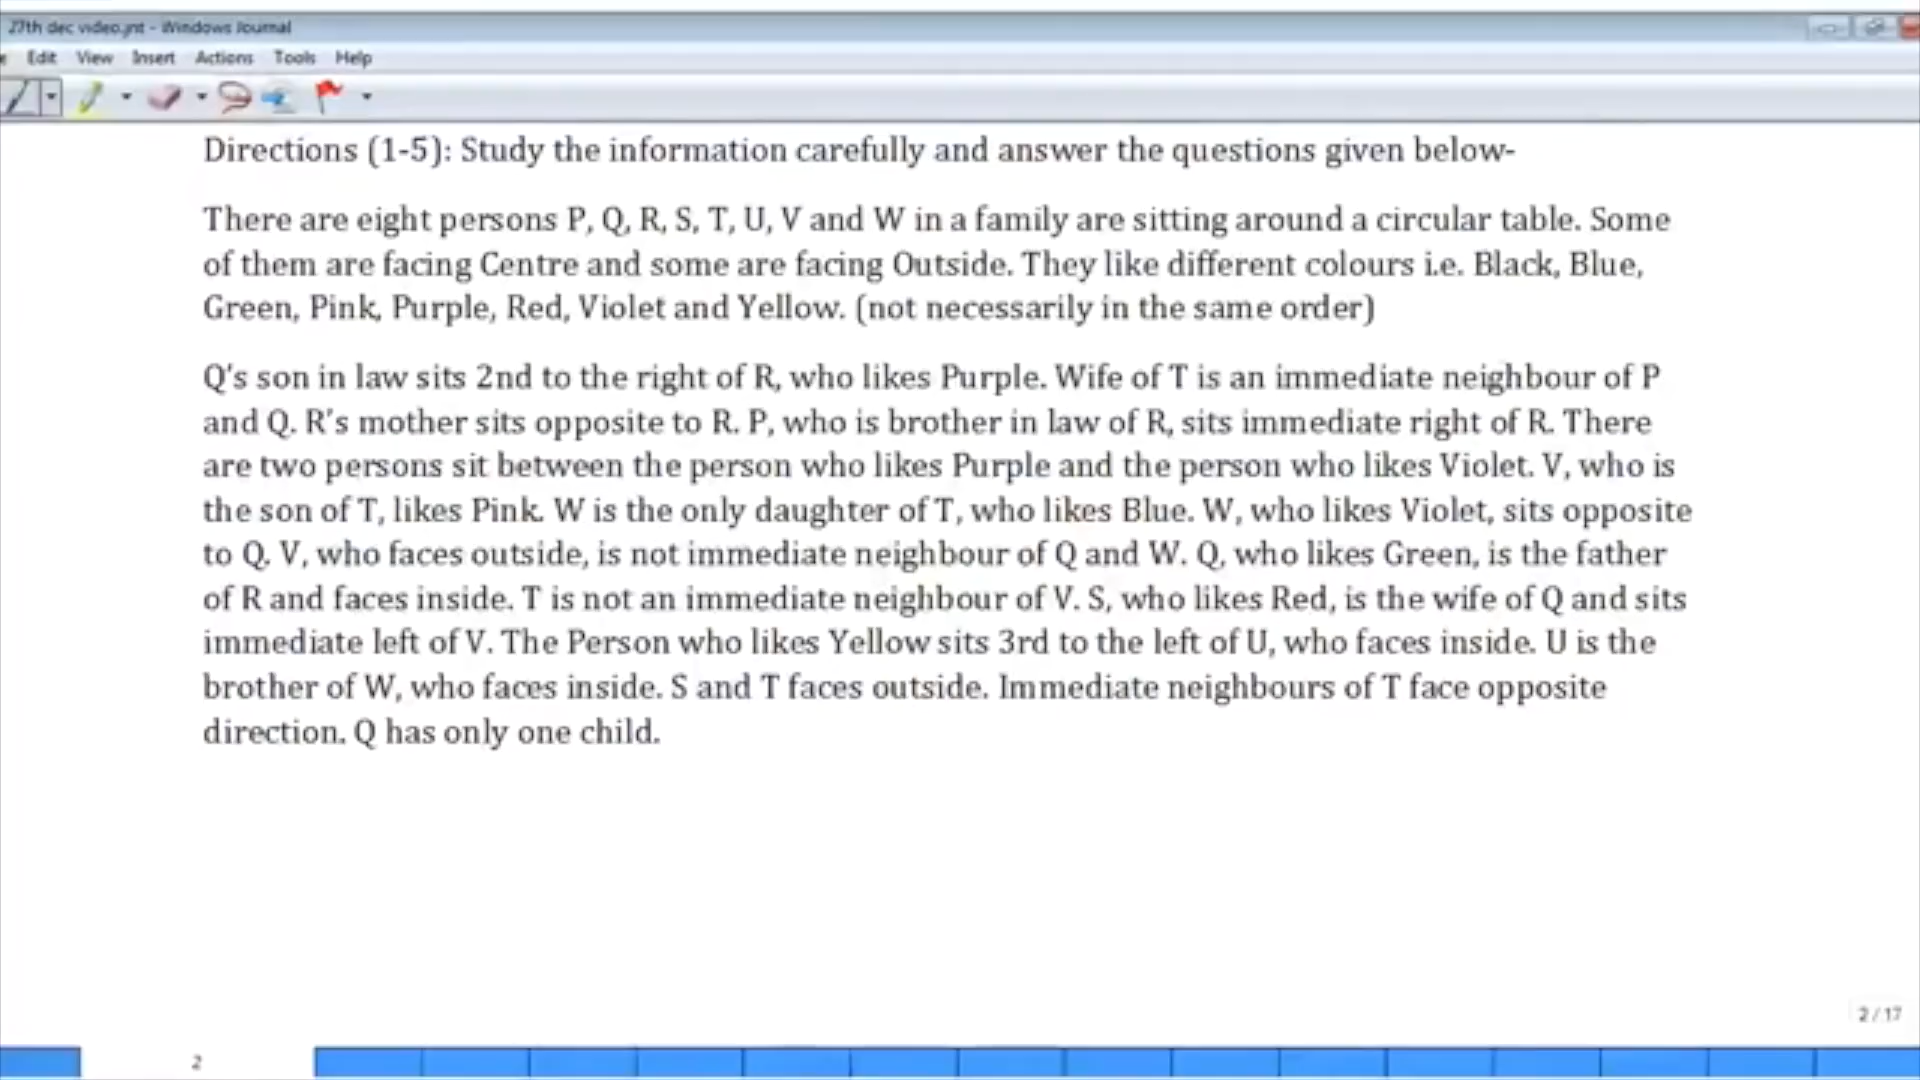 27th dec video.jnt - Windows Journal
Edit View Insert Actions Tools Help
Directions (1-5): Study the information carefully and answer the questions given below-
There are eight persons P, Q, R, S, T, U, V and W in a family are sitting around a circular table. Some
of them are facing Centre and some are facing Outside. They like different colours i.e. Black, Blue,
Green, Pink, Purple, Red, Violet and Yellow. (not necessarily in the same order)
Q's son in law sits 2nd to the right of R, who likes Purple. Wife of T is an immediate neighbour of P
and Q. R's mother sits opposite to R. P, who is brother in law of R, sits immediate right of R. There
are two persons sit between the person who likes Purple and the person who likes Violet. V, who is
the son of T, likes Pink. W is the only daughter of T, who likes Blue. W, who likes Violet, sits opposite
to Q. V, who faces outside, is not immediate neighbour of Q and W. Q, who likes Green, is the father
of R and faces inside. T is not an immediate neighbour of V. S, who likes Red, is the wife of Q and sits
immediate left of V. The Person who likes Yellow sits 3rd to the left of U, who faces inside. U is the
brother of W, who faces inside. S and T faces outside. Immediate neighbours of T face opposite
direction. Q has only one child.
2 / 17
2